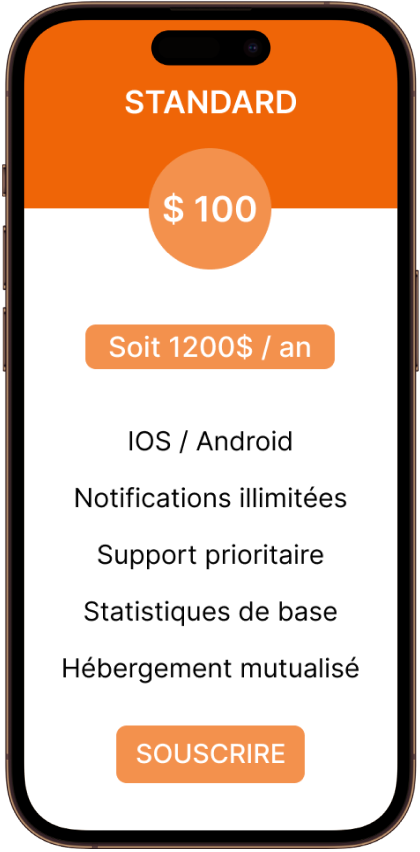 STANDARD
$ 100
Soit 1200$ / an
IOS / Android
Notifications illimitées
Support prioritaire
Statistiques de base
Hébergement mutualisé
SOUSCRIRE